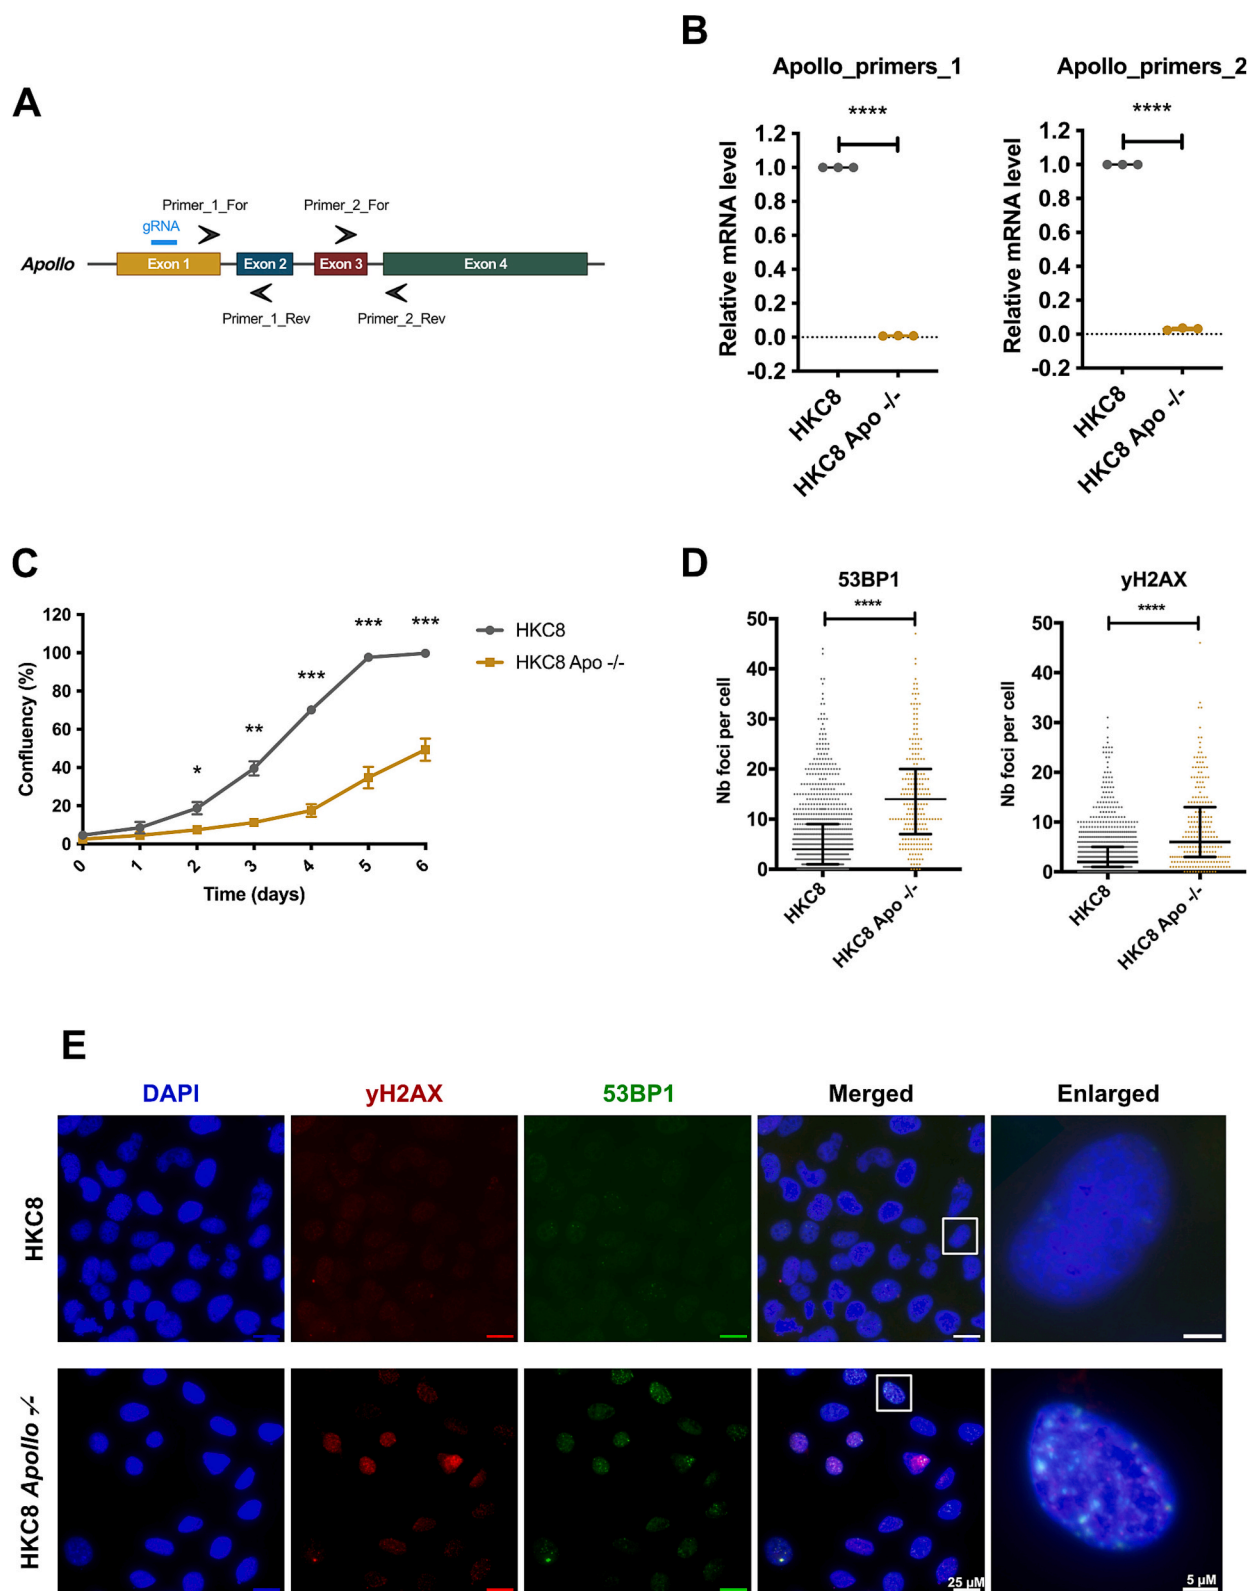 A
Primer_1_For
Primer_2_For
gRNA
Apollo
Exon 1
Exon 2
Exon 3
Exon 4
Primer_1_Rev
Primer_2_Rev
B
Apollo_primers_1
****
Relative mRNA level
1.2
1.0
0.8
0.6
0.4
0.2
0.0
-0.2
HKC8
HKC8 Apo -/-
Apollo_primers_2
****
Relative mRNA level
1.2
1.0
0.8
0.6
0.4
0.2
0.0
-0.2
HKC8
HKC8 Apo -/-
C
Confluency (%)
120
100
80
60
40
20
0
* ** *** *** ***
0 1 2 3 4 5 6
Time (days)
HKC8
HKC8 Apo -/-
D
53BP1
****
Nb foci per cell
50
40
30
20
10
0
HKC8
HKC8 Apo -/-
yH2AX
****
Nb foci per cell
50
40
30
20
10
0
HKC8
HKC8 Apo -/-
E
DAPI yH2AX 53BP1 Merged Enlarged
HKC8
HKC8 Apollo -/-
25 µM
5 µM